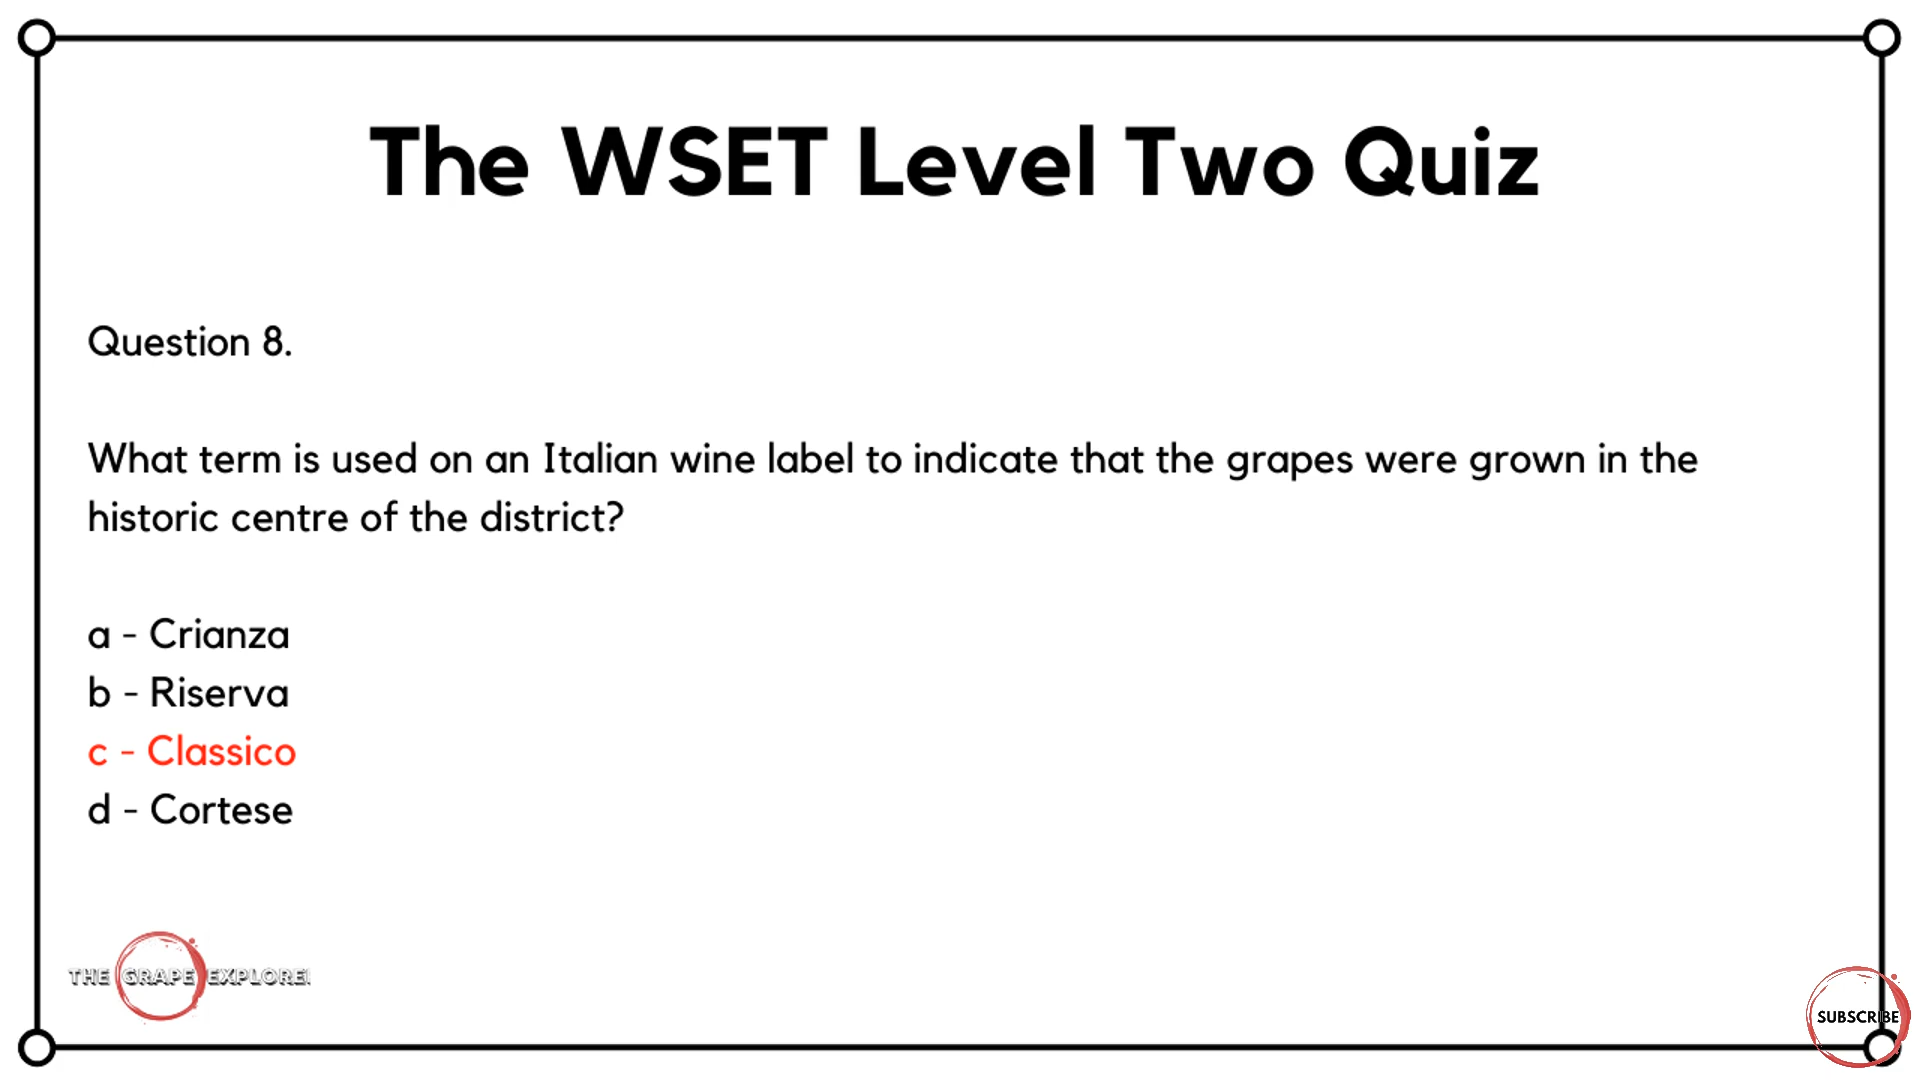 The WSET Level Two Quiz
Question 8.
What term is used on an Italian wine label to indicate that the grapes were grown in the
historic centre of the district?
a - Crianza
b - Riserva
c - Classico
d - Cortese
THE GRAPE EXPLORE
SUBSCRIBE